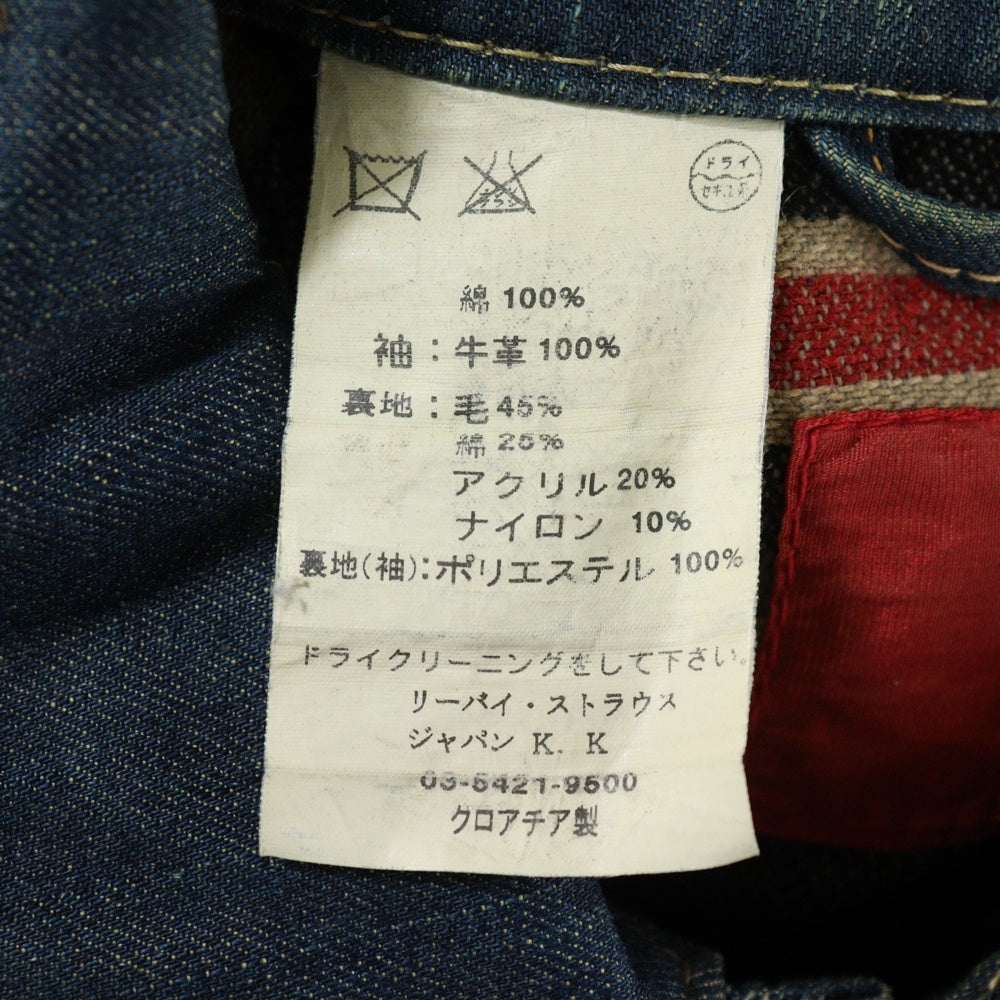 ドライ
セキユ系
綿 100%
袖：牛革 100%
裏地：毛 45%
綿 25%
アクリル 20%
ナイロン 10%
裏地(袖)：ポリエステル 100%
ドライクリーニングをして下さい。
リーバイ・ストラウス
ジャパン K. K
03-5421-9500
クロアチア製